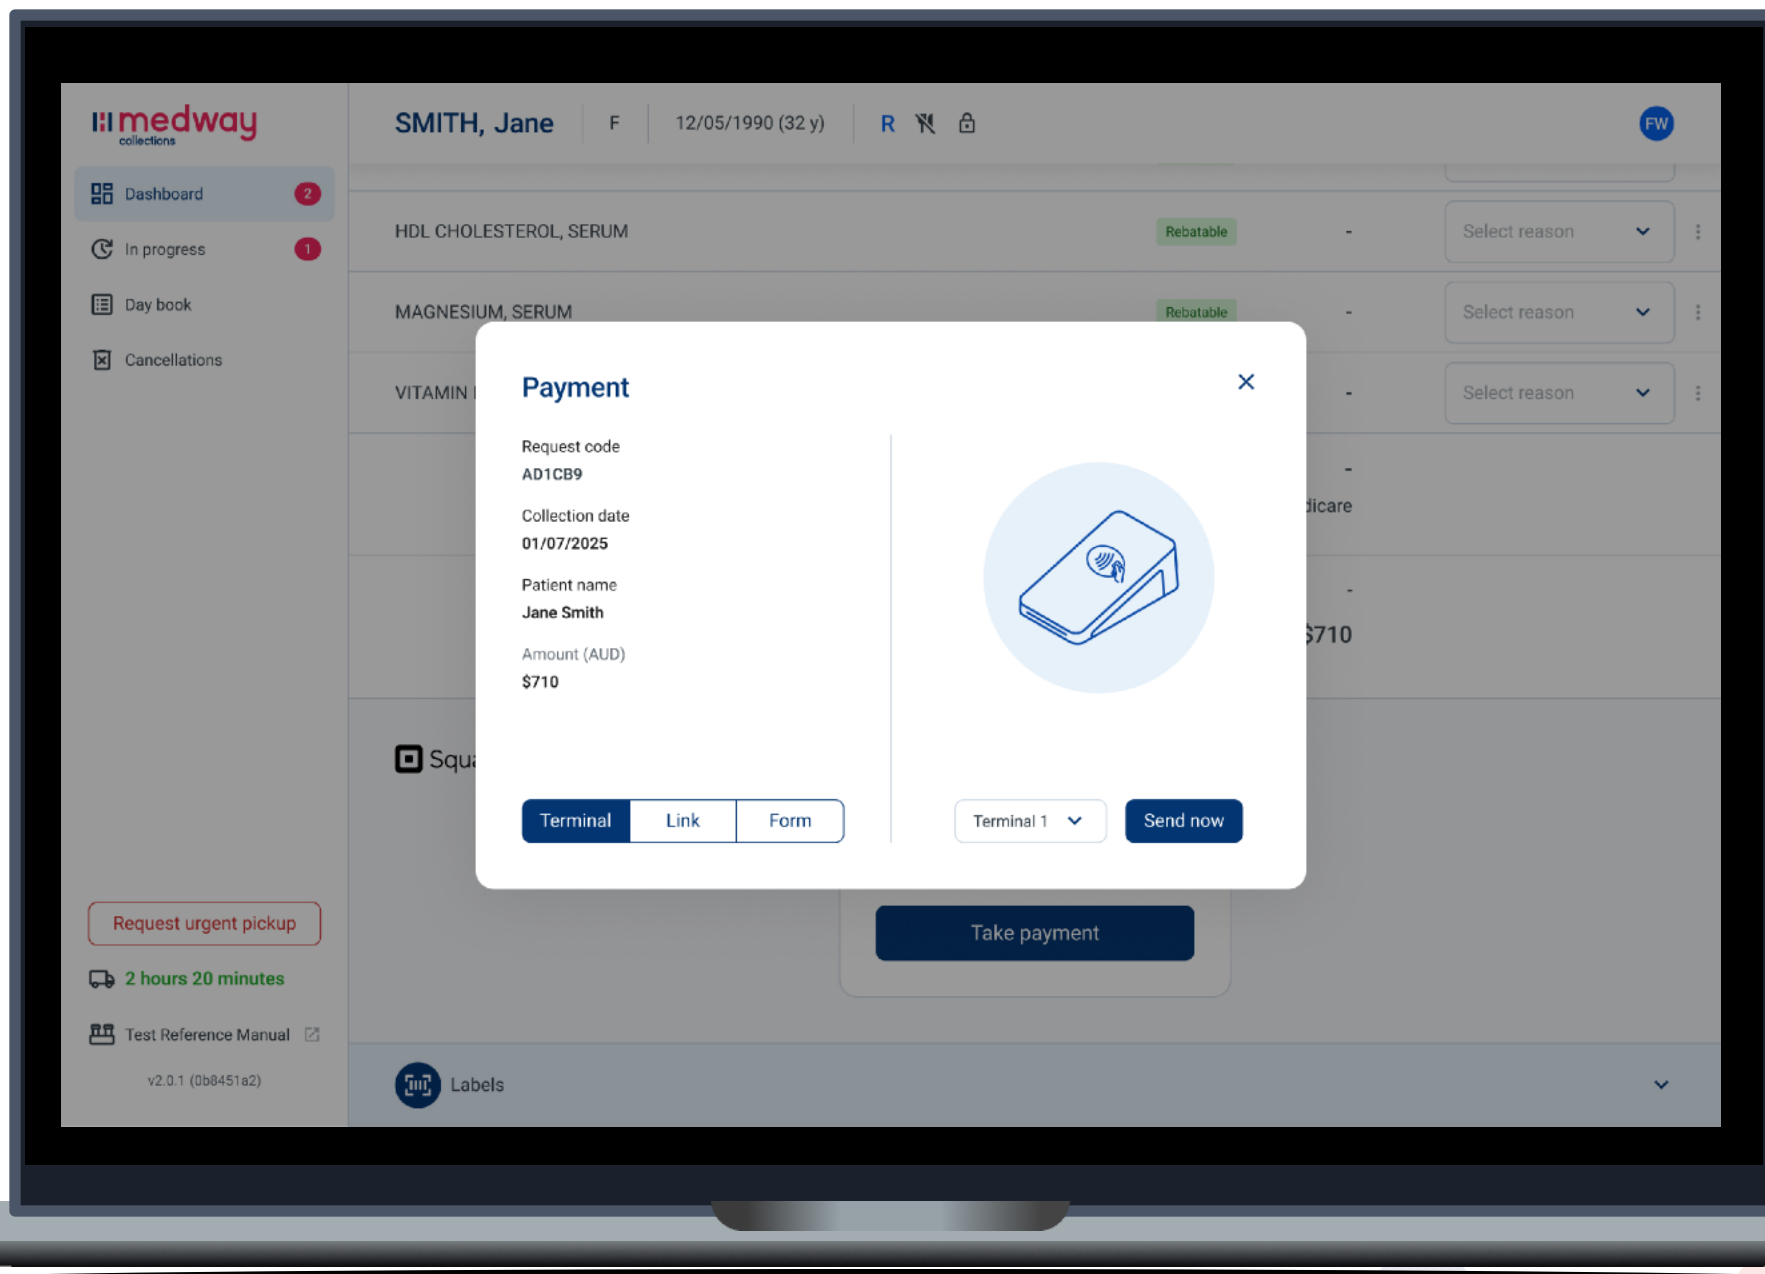 medway
collections
SMITH, Jane F 12/05/1990 (32 y) R FW
Dashboard 2
In progress 1
Day book
Cancellations
HDL CHOLESTEROL, SERUM Rebatable - Select reason
MAGNESIUM, SERUM Rebatable - Select reason
VITAMIN - Select reason
-
dicare
-
$710
Squa
Payment
Request code
AD1CB9
Collection date
01/07/2025
Patient name
Jane Smith
Amount (AUD)
$710
Terminal Link Form
Terminal 1 Send now
Take payment
Request urgent pickup
2 hours 20 minutes
Test Reference Manual
v2.0.1 (0b8451a2)
Labels